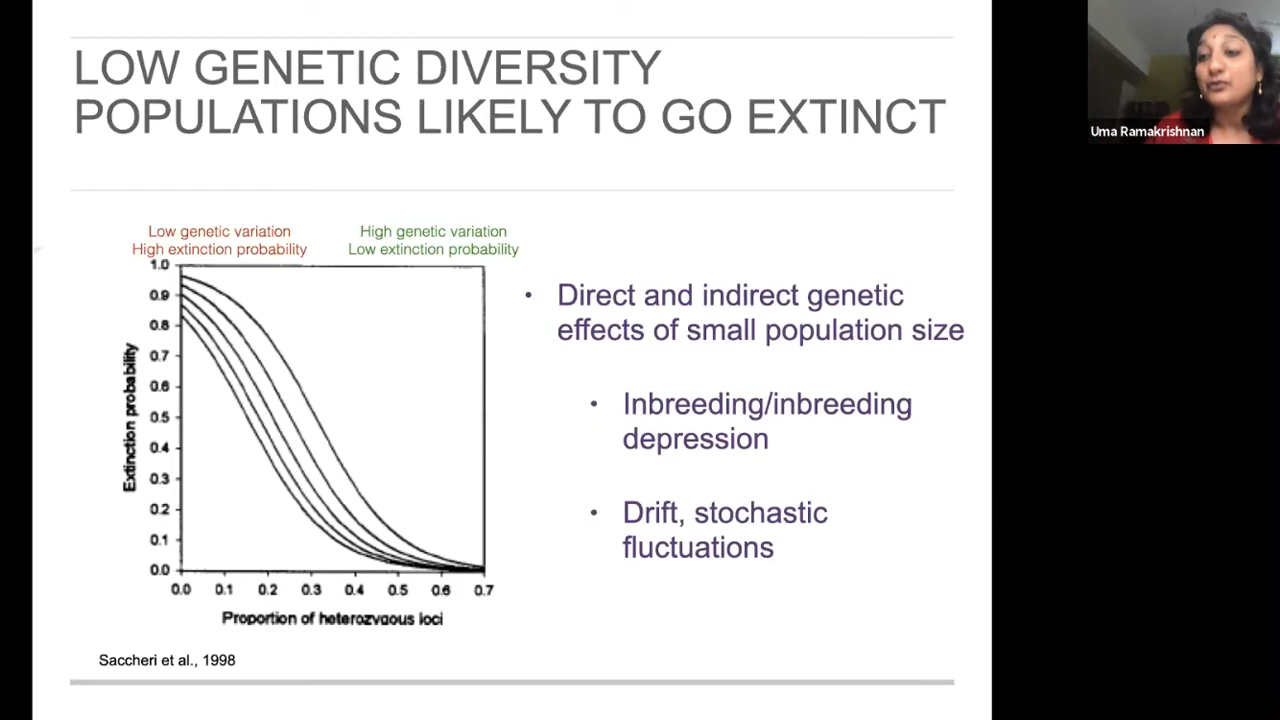 LOW GENETIC DIVERSITY
POPULATIONS LIKELY TO GO EXTINCT
Uma Ramakrishnan
Low genetic variation
High extinction probability
High genetic variation
Low extinction probability
1.0
0.9
0.8
0.7
0.6
0.5
0.4
0.3
0.2
0.1
0.0
Extinction probability
0.0 0.1 0.2 0.3 0.4 0.5 0.6 0.7
Proportion of heterozygous loci
• Direct and indirect genetic
effects of small population size
• Inbreeding/inbreeding
depression
• Drift, stochastic
fluctuations
Saccheri et al., 1998